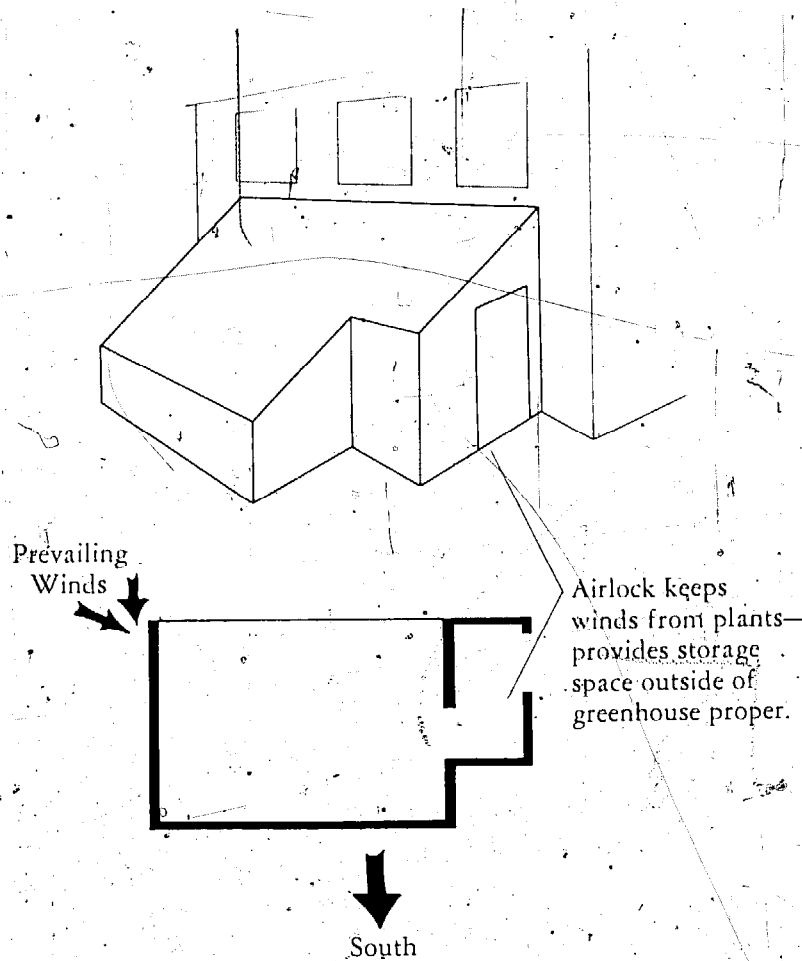 Prevailing
Winds
Airlock keeps
winds from plants—
provides storage
space outside of
greenhouse proper.
South